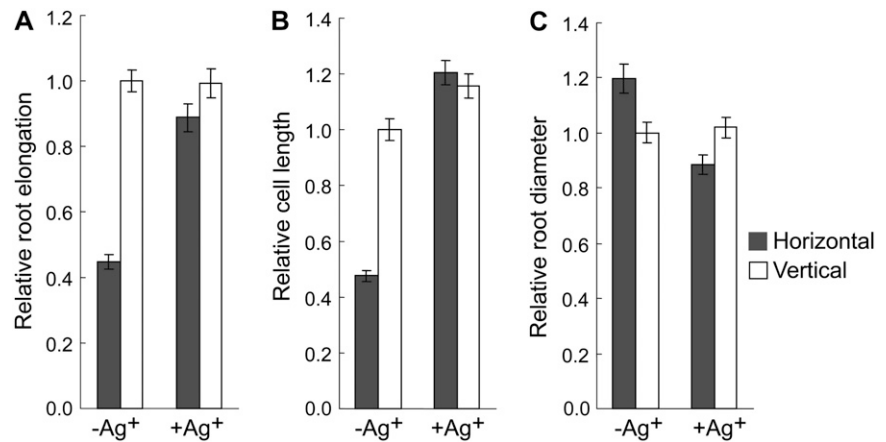 A
Relative root elongation
1.2
1.0
0.8
0.6
0.4
0.2
0.0
-Ag+
+Ag+
B
Relative cell length
1.4
1.2
1.0
0.8
0.6
0.4
0.2
0.0
-Ag+
+Ag+
C
Relative root diameter
1.4
1.2
1.0
0.8
0.6
0.4
0.2
0.0
-Ag+
+Ag+
Horizontal
Vertical